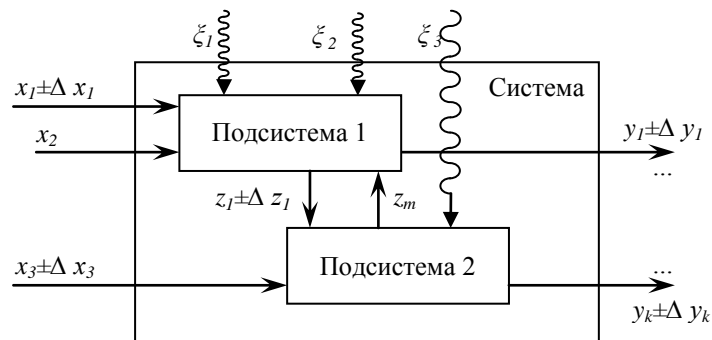 ξ1
ξ2
ξ3
x1±Δ x1
Система
x2
Подсистема 1
y1±Δ y1
...
z1±Δ z1
zm
x3±Δ x3
Подсистема 2
...
yk±Δ yk